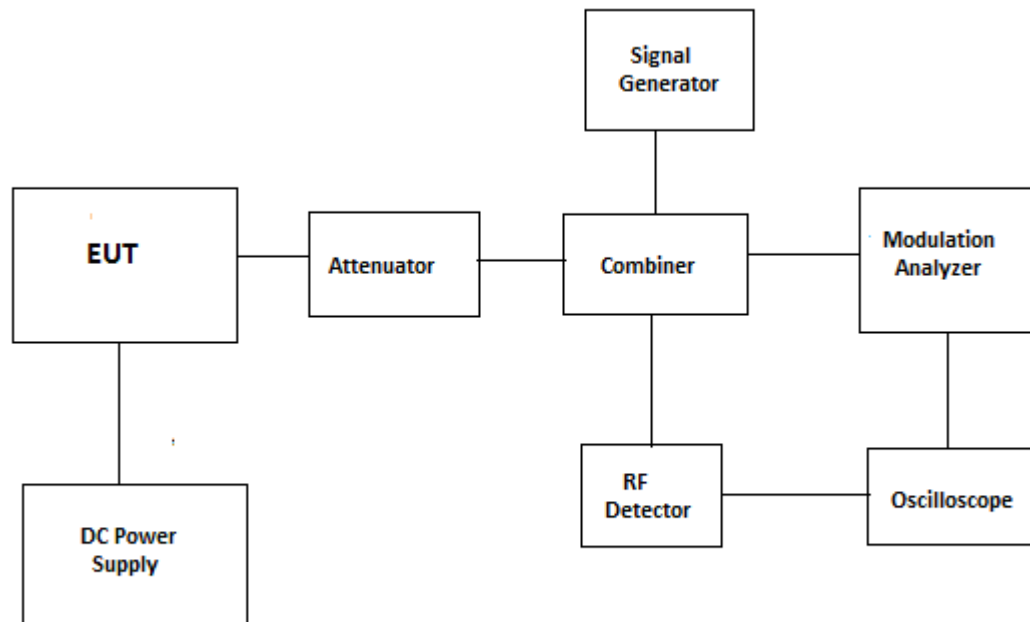 Signal
Generator
EUT
Attenuator
Combiner
Modulation
Analyzer
RF
Detector
Oscilloscope
DC Power
Supply